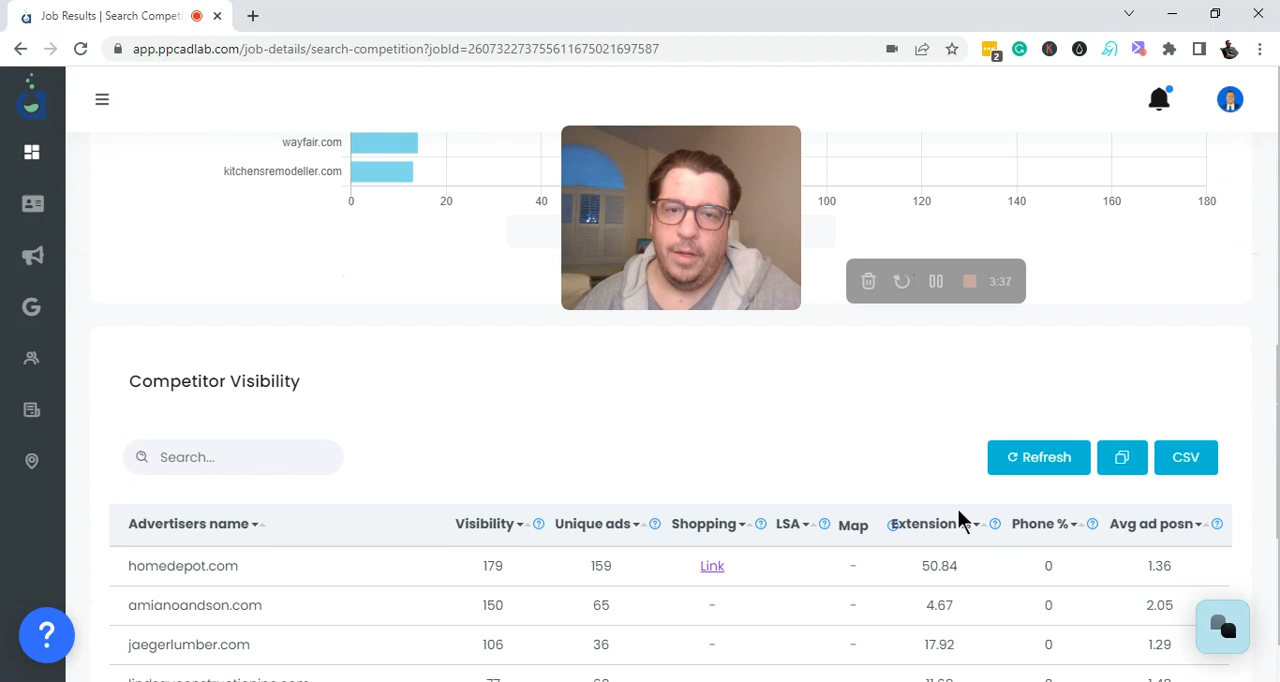 Job Results | Search Compet
app.ppcadlab.com/job-details/search-competition?jobId=260732273755611675021697587
2
wayfair.com
kitchensremodeller.com
0 20 40 100 120 140 160 180
3:37
Competitor Visibility
Search...
Refresh
CSV
Advertisers name Visibility Unique ads Shopping LSA Map Extension Phone % Avg ad posn
homedepot.com 179 159 Link - 50.84 0 1.36
amianoandson.com 150 65 - - 4.67 0 2.05
jaegerlumber.com 106 36 - - 17.92 0 1.29